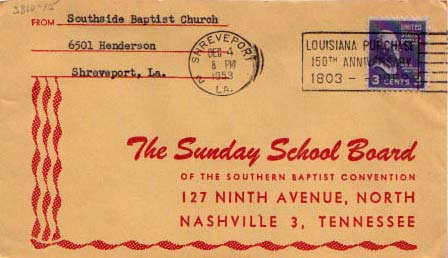 FROM Southside Baptist Church
6501 Henderson
Shreveport, La.
SHREVEPORT
DEC 4
8 PM
1953
LA.
2
LOUISIANA PURCHASE
150TH ANNIVERSARY
1803 -
UNITED
3 CENTS
The Sunday School Board
OF THE SOUTHERN BAPTIST CONVENTION
127 NINTH AVENUE, NORTH
NASHVILLE 3, TENNESSEE